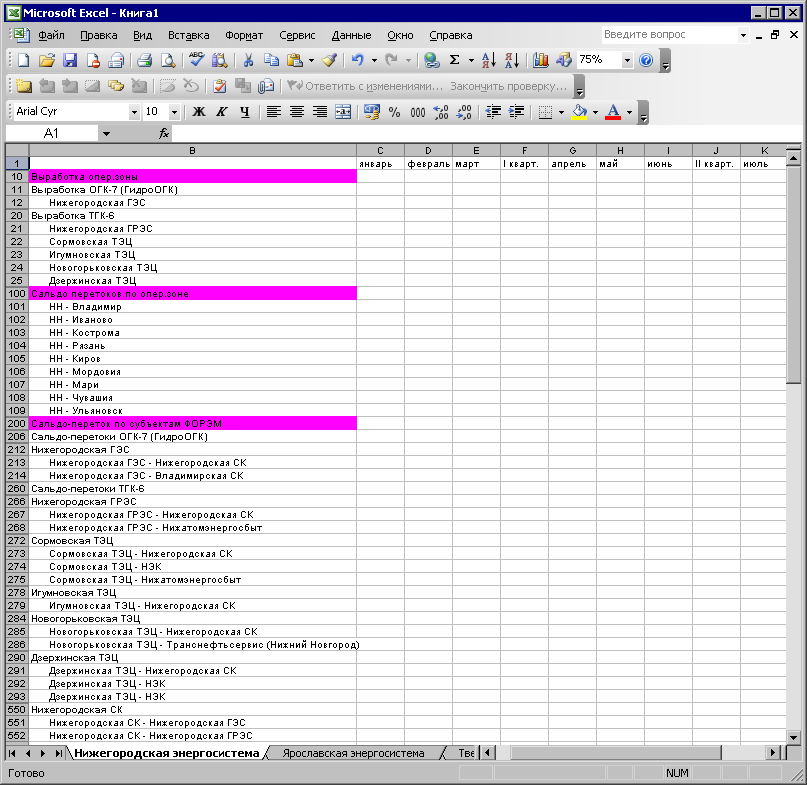 Microsoft Excel - Книга1
Файл Правка Вид Вставка Формат Сервис Данные Окно Справка Введите вопрос
75%
Ответить с изменениями... Закончить проверку...
Arial Cyr 10 Ж К Ч % 000
A1 fx
B C D E F G H I J K
1 январь февраль март I кварт. апрель май июнь II кварт. июль
10 Выработка опер.зоны
11 Выработка ОГК-7 (ГидроОГК)
12 Нижегородская ГЭС
20 Выработка ТГК-6
21 Нижегородская ГРЭС
22 Сормовская ТЭЦ
23 Игумновская ТЭЦ
24 Новогорьковская ТЭЦ
25 Дзержинская ТЭЦ
100 Сальдо перетоков по опер.зоне
101 НН - Владимир
102 НН - Иваново
103 НН - Кострома
104 НН - Рязань
105 НН - Киров
106 НН - Мордовия
107 НН - Мари
108 НН - Чувашия
109 НН - Ульяновск
200 Сальдо-переток по субъектам ФОРЭМ
206 Сальдо-перетоки ОГК-7 (ГидроОГК)
212 Нижегородская ГЭС
213 Нижегородская ГЭС - Нижегородская СК
214 Нижегородская ГЭС - Владимирская СК
260 Сальдо-перетоки ТГК-6
266 Нижегородская ГРЭС
267 Нижегородская ГРЭС - Нижегородская СК
268 Нижегородская ГРЭС - Нижатомэнергосбыт
272 Сормовская ТЭЦ
273 Сормовская ТЭЦ - Нижегородская СК
274 Сормовская ТЭЦ - НЭК
275 Сормовская ТЭЦ - Нижатомэнергосбыт
278 Игумновская ТЭЦ
279 Игумновская ТЭЦ - Нижегородская СК
284 Новогорьковская ТЭЦ
285 Новогорьковская ТЭЦ - Нижегородская СК
286 Новогорьковская ТЭЦ - Транснефтьсервис (Нижний Новгород)
290 Дзержинская ТЭЦ
291 Дзержинская ТЭЦ - Нижегородская СК
292 Дзержинская ТЭЦ - НЭК
293 Дзержинская ТЭЦ - НЭК
550 Нижегородская СК
551 Нижегородская СК - Нижегородская ГЭС
552 Нижегородская СК - Нижегородская ГРЭС
Нижегородская энергосистема Ярославская энергосистема Тве
Готово NUM